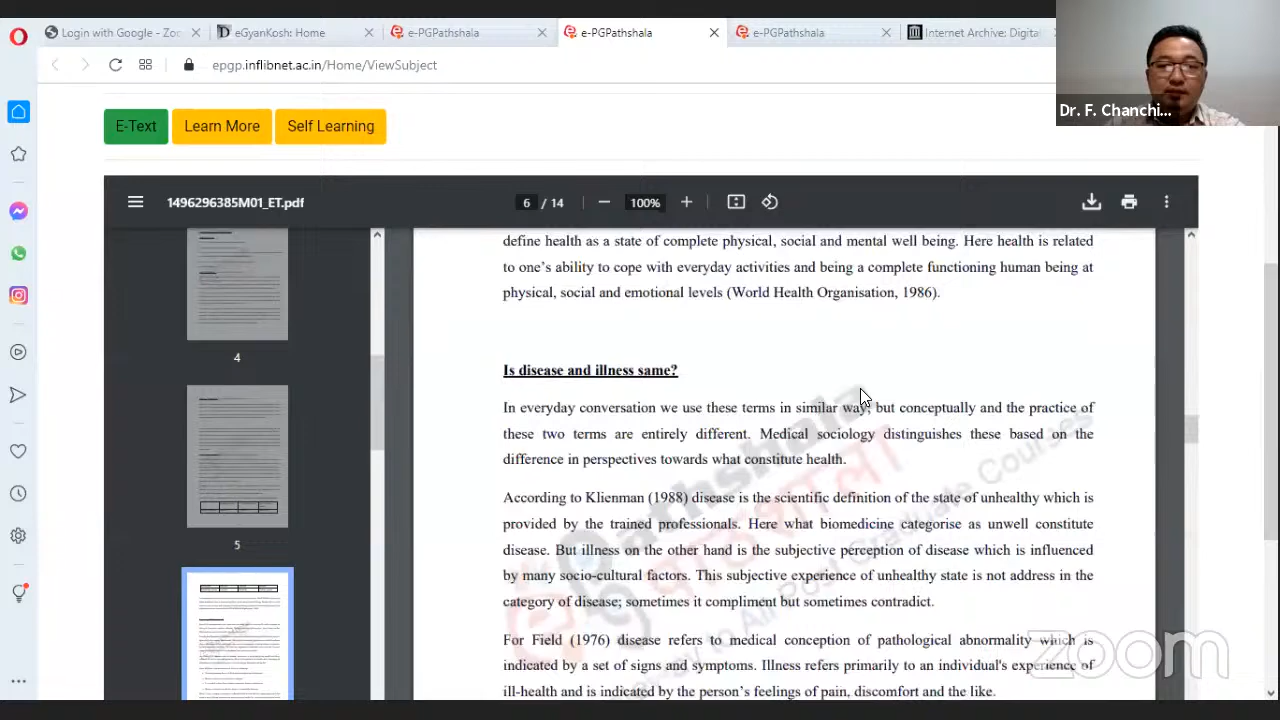 Login with Google - Zoo
eGyanKosh: Home
e-PGPathshala
e-PGPathshala
e-PGPathshala
Internet Archive: Digital
epgp.inflibnet.ac.in/Home/ViewSubject
Dr. F. Chanchi...
E-Text
Learn More
Self Learning
1496296385M01_ET.pdf
6 / 14
100%
4
5
define health as a state of complete physical, social and mental well being. Here health is related
to one's ability to cope with everyday activities and being a complete functioning human being at
physical, social and emotional levels (World Health Organisation, 1986).
Is disease and illness same?
In everyday conversation we use these terms in similar way; but conceptually and the practice of
these two terms are entirely different. Medical sociology distinguishes these based on the
difference in perspectives towards what constitute health.
According to Klienman (1988) disease is the scientific definition of the state of unhealthy which is
provided by the trained professionals. Here what biomedicine categorise as unwell constitute
disease. But illness on the other hand is the subjective perception of disease which is influenced
by many socio-cultural factors. This subjective experience of unhealthy state is not address in the
category of disease; sometimes it compliment but sometimes contradict.
For Field (1976) disease refers to medical conception of pathological abnormality which is
indicated by a set of signs and symptoms. Illness refers primarily to an individual's experience of
ill-health and is indicated by the person's feelings of pain, discomfort and the like.
zoom